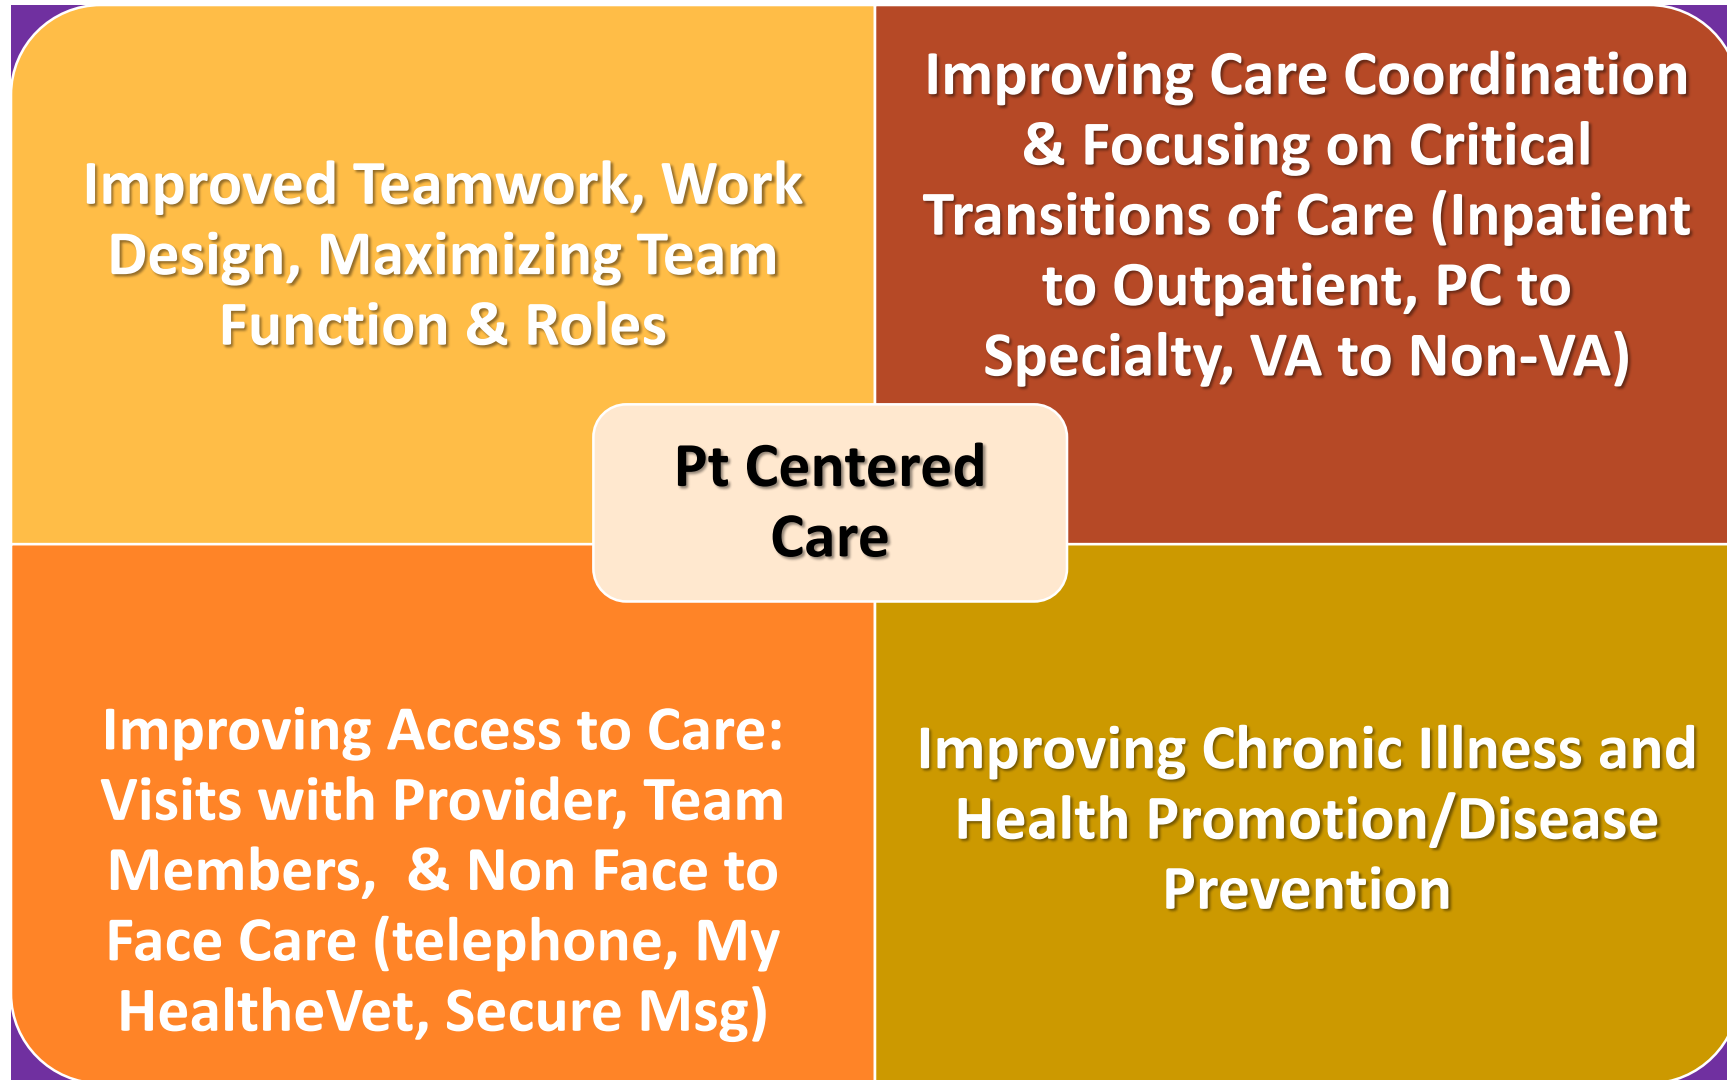 Improved Teamwork, Work
Design, Maximizing Team
Function & Roles
Improving Care Coordination
& Focusing on Critical
Transitions of Care (Inpatient
to Outpatient, PC to
Specialty, VA to Non-VA)
Pt Centered
Care
Improving Access to Care:
Visits with Provider, Team
Members,  & Non Face to
Face Care (telephone, My
HealtheVet, Secure Msg)
Improving Chronic Illness and
Health Promotion/Disease
Prevention